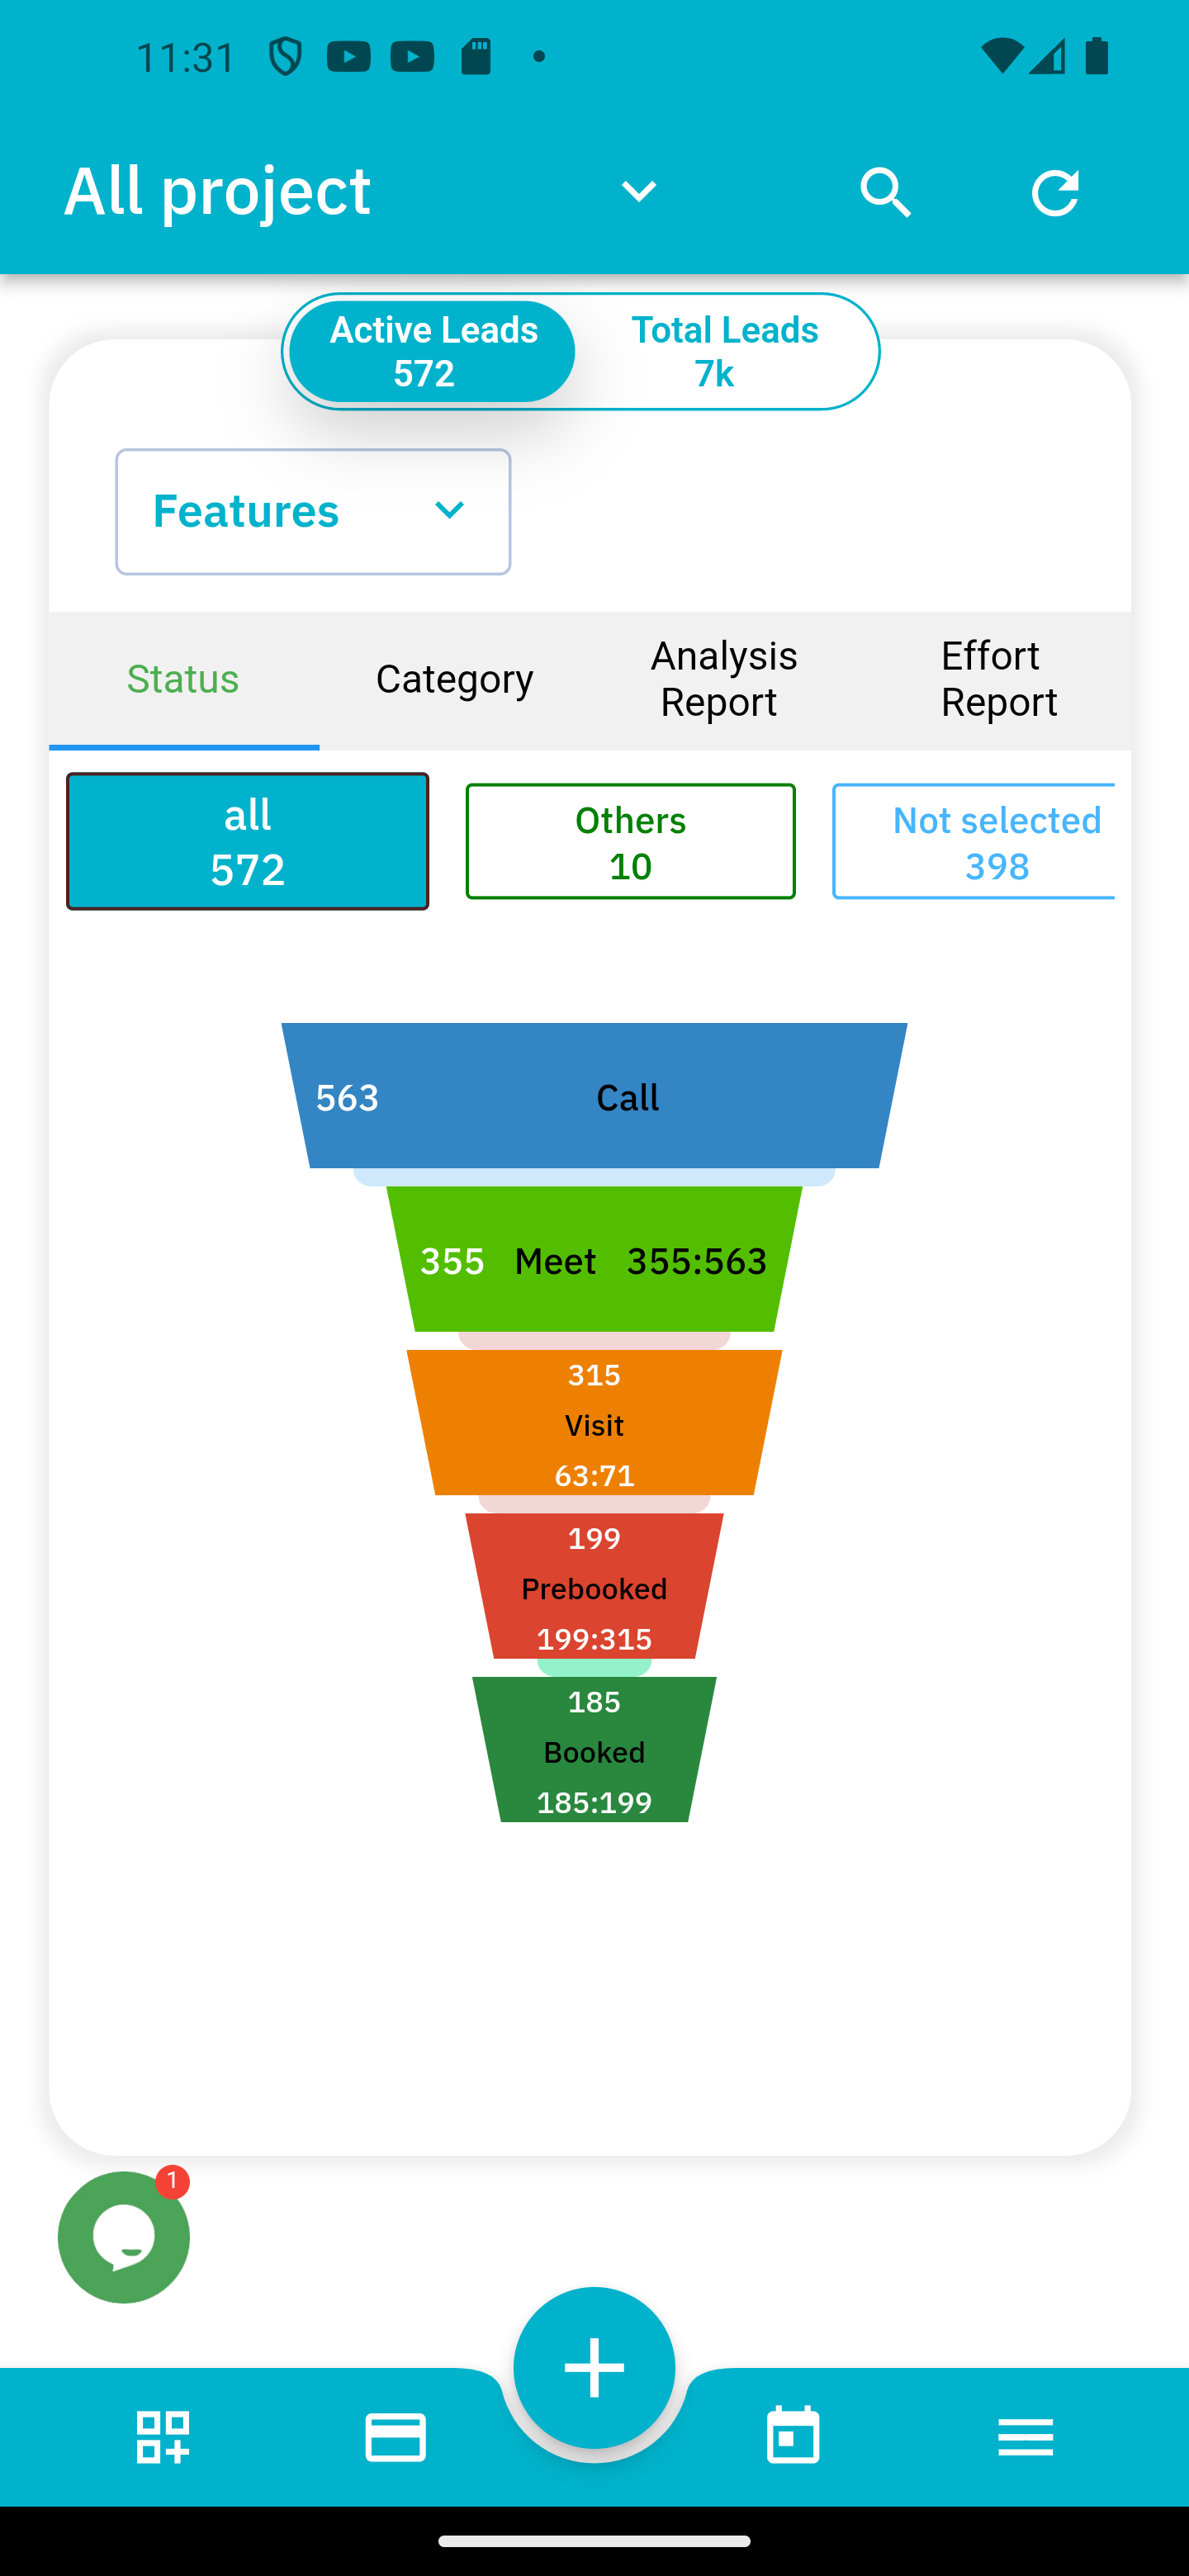 11:31
All project
Active Leads
572
Total Leads
7k
Features
Status
Category
Analysis
Report
Effort
Report
all
572
Others
10
Not selected
398
563 Call
355 Meet 355:563
315
Visit
63:71
199
Prebooked
199:315
185
Booked
185:199
1